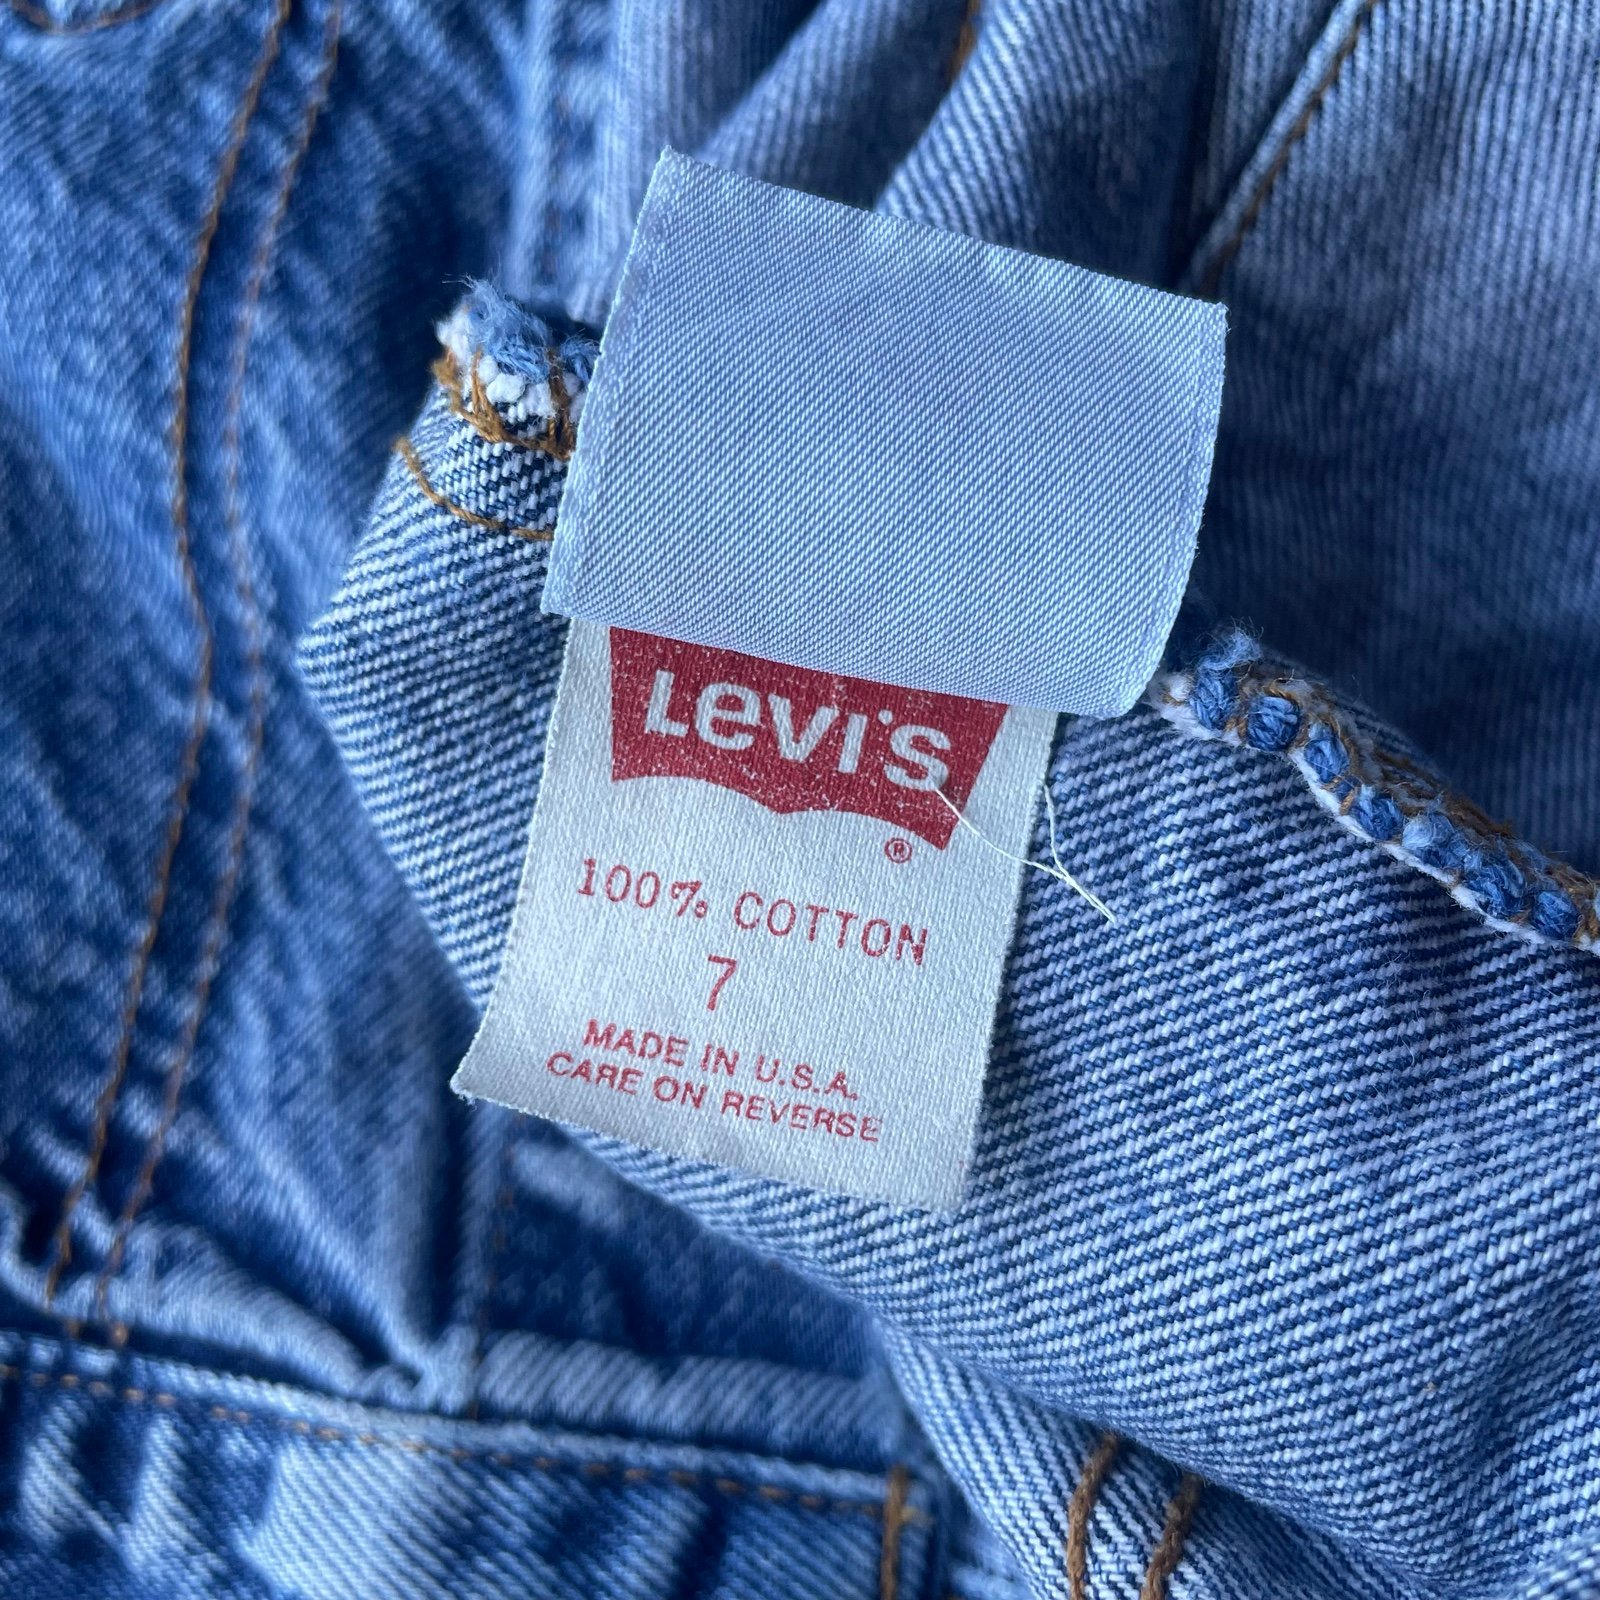 LEVI'S
®
100% COTTON
7
MADE IN U.S.A.
CARE ON REVERSE